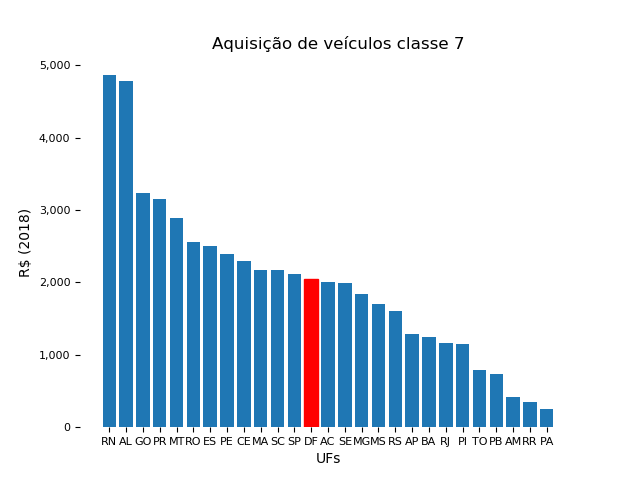 Aquisição de veículos classe 7
5,000
4,000
3,000
2,000
1,000
0
R$ (2018)
RN AL GO PR MT RO ES PE CE MA SC SP DF AC SE MG MS RS AP BA RJ PI TO PB AM RR PA
UFs